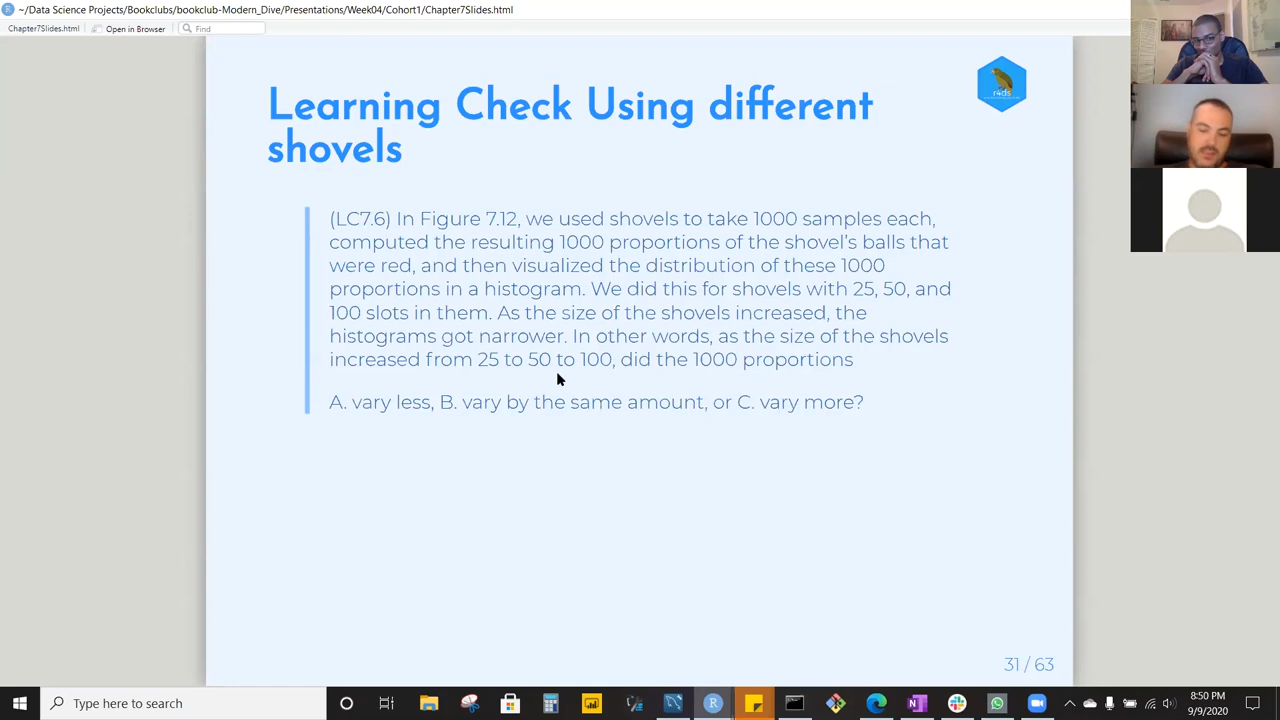 ~/Data Science Projects/Bookclubs/bookclub-Modern_Dive/Presentations/Week04/Cohort1/Chapter7Slides.html
Chapter7Slides.html
Open in Browser
Find
r4ds
Learning Check Using different
shovels
(LC7.6) In Figure 7.12, we used shovels to take 1000 samples each,
computed the resulting 1000 proportions of the shovel’s balls that
were red, and then visualized the distribution of these 1000
proportions in a histogram. We did this for shovels with 25, 50, and
100 slots in them. As the size of the shovels increased, the
histograms got narrower. In other words, as the size of the shovels
increased from 25 to 50 to 100, did the 1000 proportions
A. vary less, B. vary by the same amount, or C. vary more?
31 / 63
Type here to search
8:50 PM
9/9/2020